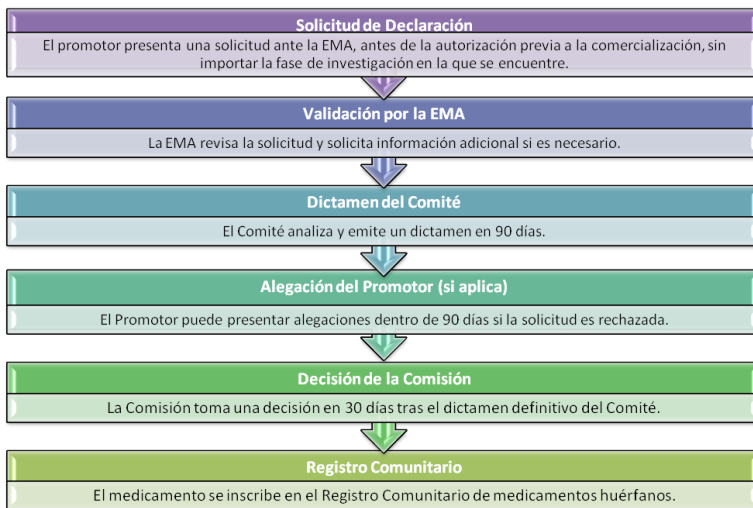 Solicitud de Declaración
El promotor presenta una solicitud ante la EMA, antes de la autorización previa a la comercialización, sin
importar la fase de investigación en la que se encuentre.
Validación por la EMA
La EMA revisa la solicitud y solicita información adicional si es necesario.
Dictamen del Comité
El Comité analiza y emite un dictamen en 90 días.
Alegación del Promotor (si aplica)
El Promotor puede presentar alegaciones dentro de 90 días si la solicitud es rechazada.
Decisión de la Comisión
La Comisión toma una decisión en 30 días tras el dictamen definitivo del Comité.
Registro Comunitario
El medicamento se inscribe en el Registro Comunitario de medicamentos huérfanos.